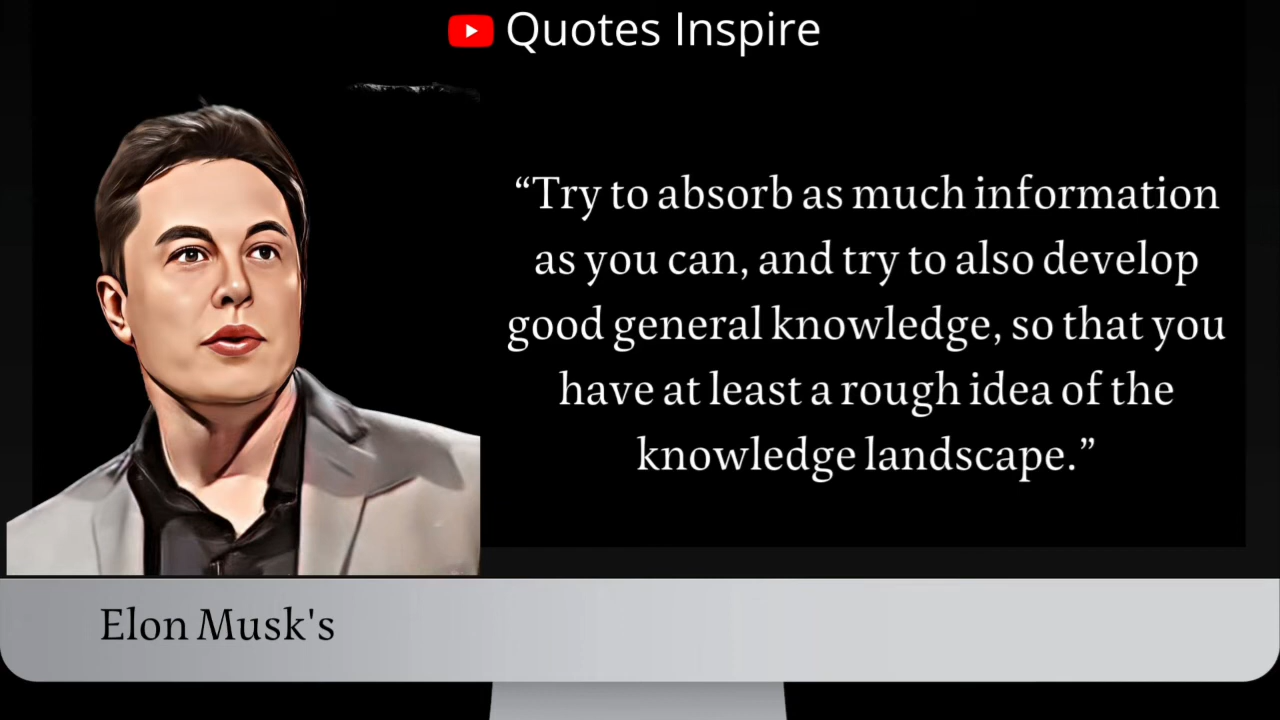 Quotes Inspire
“Try to absorb as much information
as you can, and try to also develop
good general knowledge, so that you
have at least a rough idea of the
knowledge landscape.”
Elon Musk's